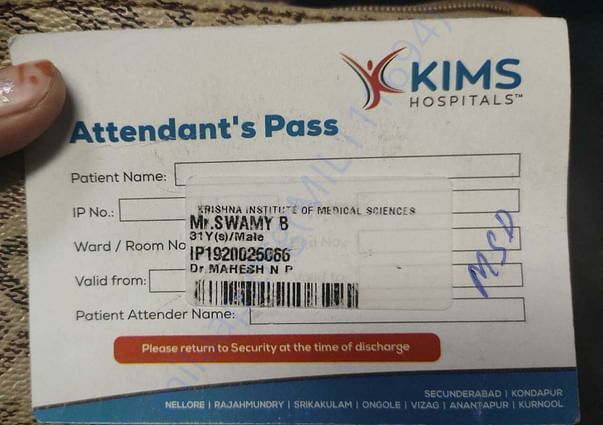 KIMS
HOSPITALS™
Attendant's Pass
Patient Name:
IP No.:
KRISHNA INSTITUTE OF MEDICAL SCIENCES
Mr.SWAMY B
31Y(s)/Male
Ward / Room No
IP1920025066
Dr.MAHESH N P
Valid from:
MSD
Patient Attender Name:
Please return to Security at the time of discharge
SECUNDERABAD | KONDAPUR
NELLORE | RAJAHMUNDRY | SRIKAKULAM | ONGOLE | VIZAG | ANANTAPUR | KURNOOL